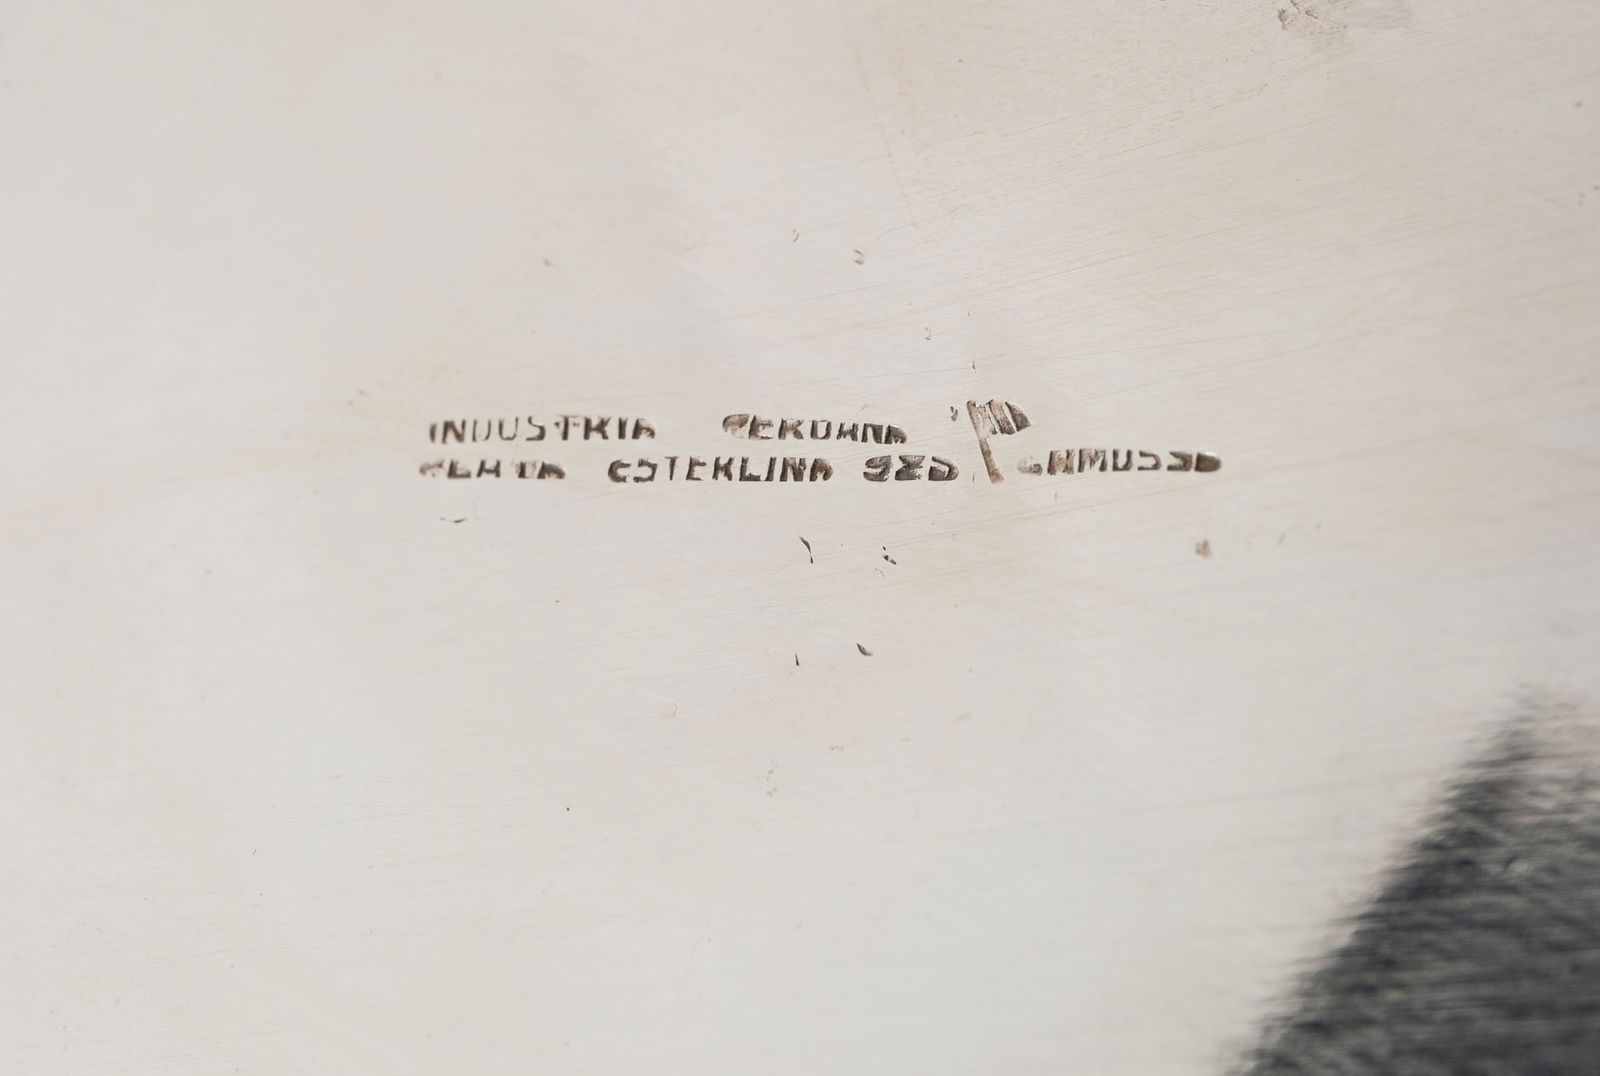 INDUSTRIA PERUANA
PLATA ESTERLINA 925 CAMUSSO